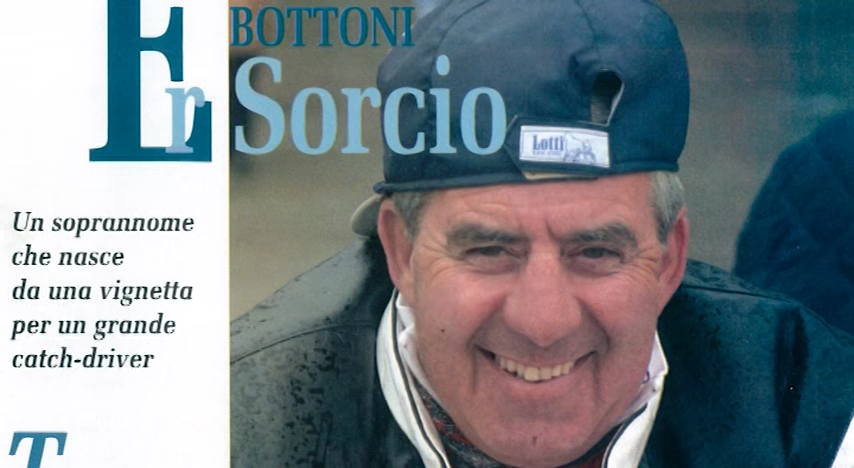 BOTTONI
Er Sorcio
Lotti
Un soprannome
che nasce
da una vignetta
per un grande
catch-driver
T